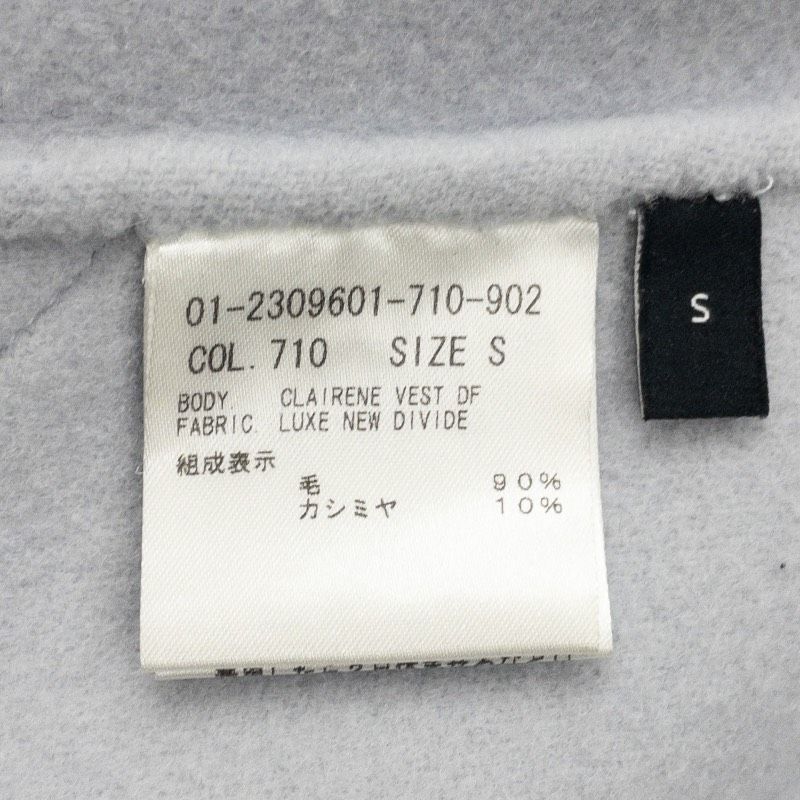 01-2309601-710-902
COL. 710 SIZE S
BODY. CLAIRENE VEST DF
FABRIC. LUXE NEW DIVIDE
組成表示
毛 90%
カシミヤ 10%
S